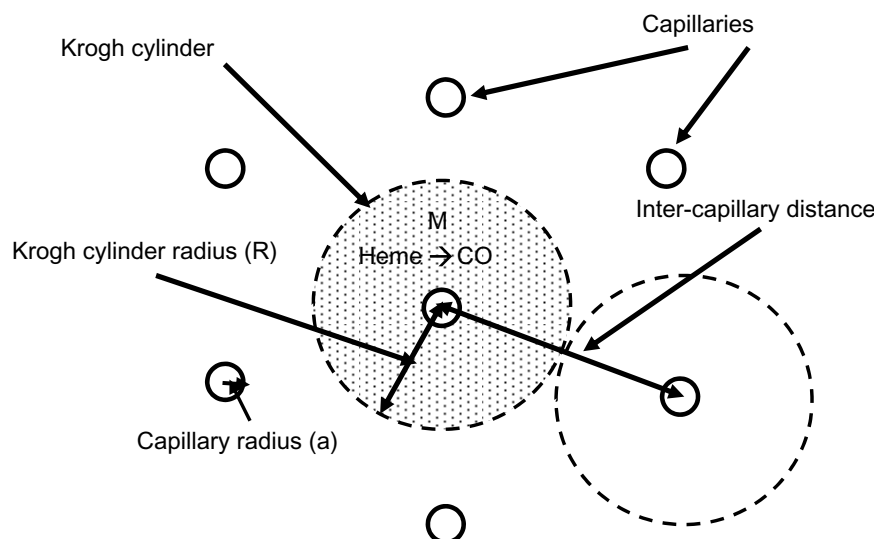 Capillaries
Krogh cylinder
Inter-capillary distance
M
Krogh cylinder radius (R)
Heme → CO
Capillary radius (a)